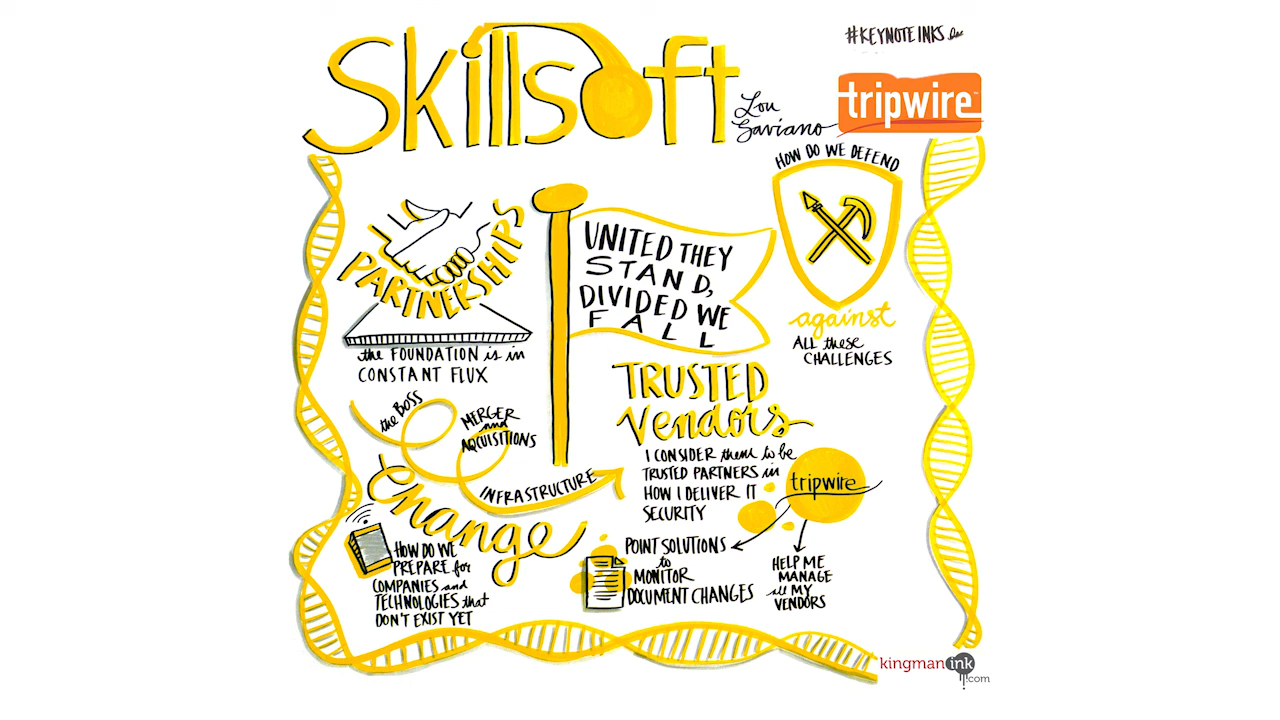 #KEYNOTEINKS
Skillsoft
Lou
Saviano
tripwire
HOW DO WE DEFEND
against
ALL these
CHALLENGES
PARTNERSHIPS
the FOUNDATION is in
CONSTANT FLUX
UNITED THEY
STAND,
DIVIDED WE
FALL
the BOSS
MERGER
and
AQCUISITIONS
INFRASTRUCTURE
Change
HOW DO WE
PREPARE for
COMPANIES and
TECHNOLOGIES that
DON'T EXIST YET
TRUSTED
Vendors
I CONSIDER them to be
TRUSTED PARTNERS in
HOW I DELIVER IT
SECURITY
tripwire
POINT SOLUTIONS
to
MONITOR
DOCUMENT CHANGES
HELP ME
MANAGE
all MY
VENDORS
kingmanink
.com